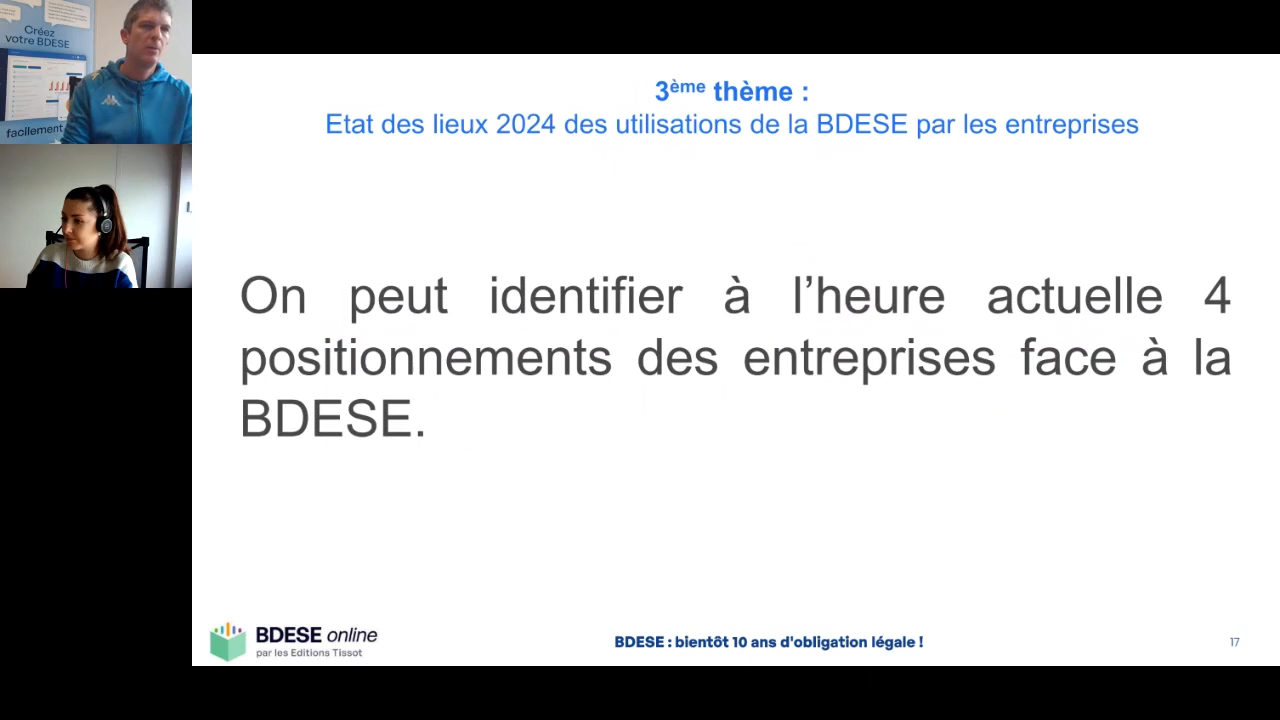 Créez
votre BDESE
facilement
3ème thème :
Etat des lieux 2024 des utilisations de la BDESE par les entreprises
On peut identifier à l’heure actuelle 4
positionnements des entreprises face à la
BDESE.
BDESE online
par les Editions Tissot
BDESE : bientôt 10 ans d'obligation légale !
17